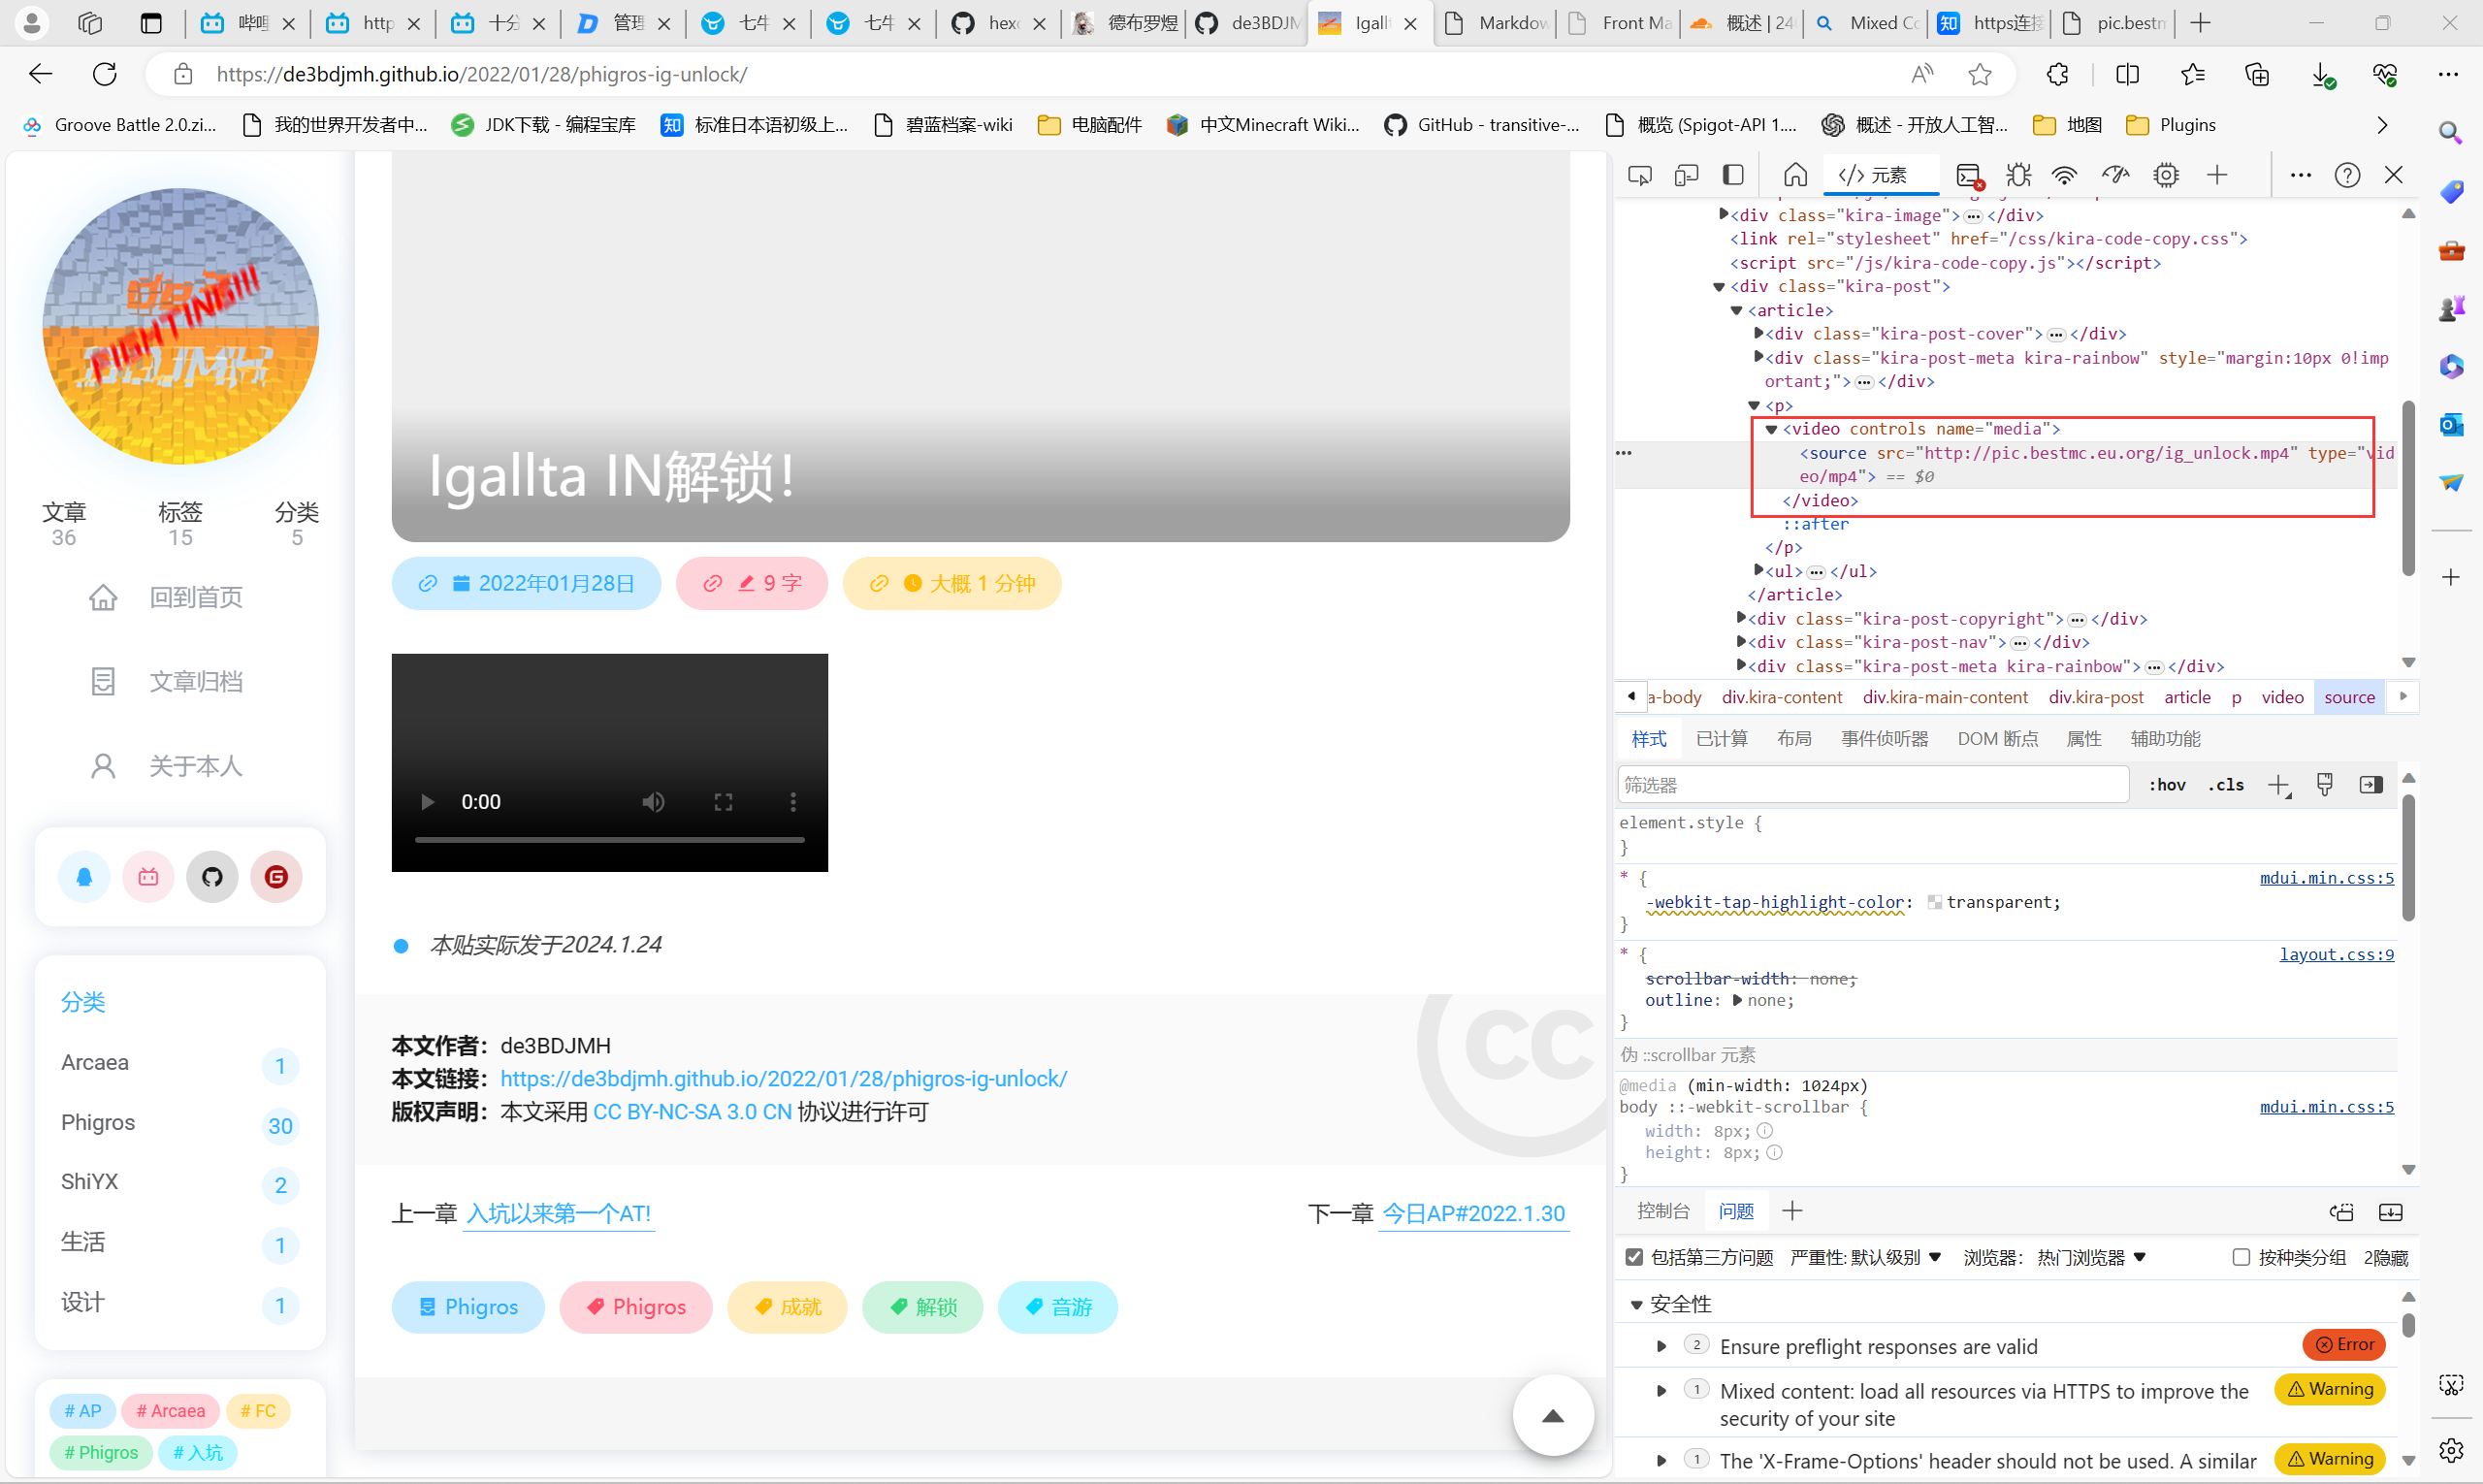 哔哩 http 十分 管理 七牛 七牛 hexo 德布罗煜 de3BDJM Igallt Markdow Front Ma 概述 | 24 Mixed Co https连接 pic.bestm
https://de3bdjmh.github.io/2022/01/28/phigros-ig-unlock/
Groove Battle 2.0.zi... 我的世界开发者中... JDK下载 - 编程宝库 标准日本语初级上... 碧蓝档案-wiki 电脑配件 中文Minecraft Wiki... GitHub - transitive-... 概览 (Spigot-API 1.... 概述 - 开放人工智... 地图 Plugins
FIGHTING!!!
文章 标签 分类
36 15 5
回到首页
文章归档
关于本人
分类
Arcaea 1
Phigros 30
ShiYX 2
生活 1
设计 1
# AP # Arcaea # FC
# Phigros # 入坑
Igallta IN解锁！
2022年01月28日 9 字 大概 1 分钟
0:00
本贴实际发于2024.1.24
本文作者：de3BDJMH
本文链接：https://de3bdjmh.github.io/2022/01/28/phigros-ig-unlock/
版权声明：本文采用 CC BY-NC-SA 3.0 CN 协议进行许可
cc
上一章 入坑以来第一个AT! 下一章 今日AP#2022.1.30
Phigros Phigros 成就 解锁 音游
</> 元素
<div class="kira-image">…</div>
<link rel="stylesheet" href="/css/kira-code-copy.css">
<script src="/js/kira-code-copy.js"></script>
<div class="kira-post">
<article>
<div class="kira-post-cover">…</div>
<div class="kira-post-meta kira-rainbow" style="margin:10px 0!imp
ortant;">…</div>
<p>
<video controls name="media">
<source src="http://pic.bestmc.eu.org/ig_unlock.mp4" type="vid
eo/mp4"> == $0
</video>
::after
</p>
<ul>…</ul>
</article>
<div class="kira-post-copyright">…</div>
<div class="kira-post-nav">…</div>
<div class="kira-post-meta kira-rainbow">…</div>
a-body div.kira-content div.kira-main-content div.kira-post article p video source
样式 已计算 布局 事件侦听器 DOM 断点 属性 辅助功能
筛选器 :hov .cls
element.style {
}
* { mdui.min.css:5
-webkit-tap-highlight-color: transparent;
}
* { layout.css:9
scrollbar-width: none;
outline: none;
}
伪 ::scrollbar 元素
@media (min-width: 1024px)
body ::-webkit-scrollbar { mdui.min.css:5
width: 8px;
height: 8px;
}
控制台 问题
包括第三方问题 严重性: 默认级别 浏览器: 热门浏览器 按种类分组 2隐藏
安全性
2 Ensure preflight responses are valid Error
1 Mixed content: load all resources via HTTPS to improve the Warning
security of your site
1 The 'X-Frame-Options' header should not be used. A similar Warning